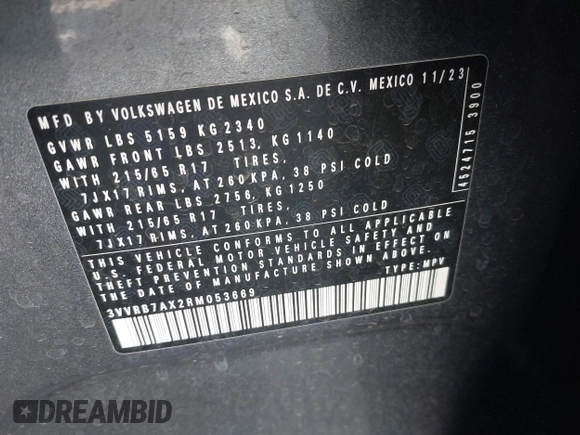 MFD BY VOLKSWAGEN DE MEXICO S.A. DE C.V. MEXICO 11/23
GVWR LBS 5159 KG 2340
GAWR FRONT LBS 2513, KG 1140
WITH 215/65 R17 TIRES,
7JX17 RIMS, AT 260 KPA, 38 PSI COLD
GAWR REAR LBS 2756, KG 1250
WITH 215/65 R17 TIRES,
7JX17 RIMS, AT 260 KPA, 38 PSI COLD
THIS VEHICLE CONFORMS TO ALL APPLICABLE
U.S. FEDERAL MOTOR VEHICLE SAFETY AND
THEFT PREVENTION STANDARDS IN EFFECT ON
THE DATE OF MANUFACTURE SHOWN ABOVE.
3VVRB7AX2RM053669 TYPE: MPV
4524715 3900
DREAMBID